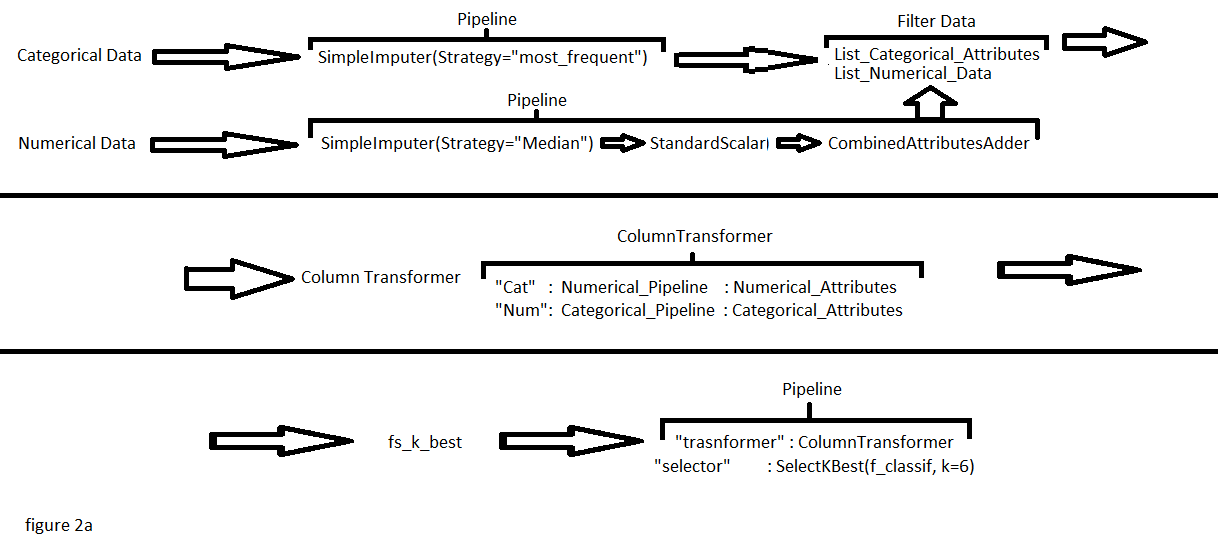 Pipeline
Filter Data
Categorical Data
SimpleImputer(Strategy="most_frequent")
List_Categorical_Attributes
List_Numerical_Data
Pipeline
Numerical Data
SimpleImputer(Strategy="Median")
StandardScalar)
CombinedAttributesAdder
ColumnTransformer
Column Transformer
"Cat" : Numerical_Pipeline : Numerical_Attributes
"Num": Categorical_Pipeline : Categorical_Attributes
Pipeline
fs_k_best
"trasnformer" : ColumnTransformer
"selector" : SelectKBest(f_classif, k=6)
figure 2a